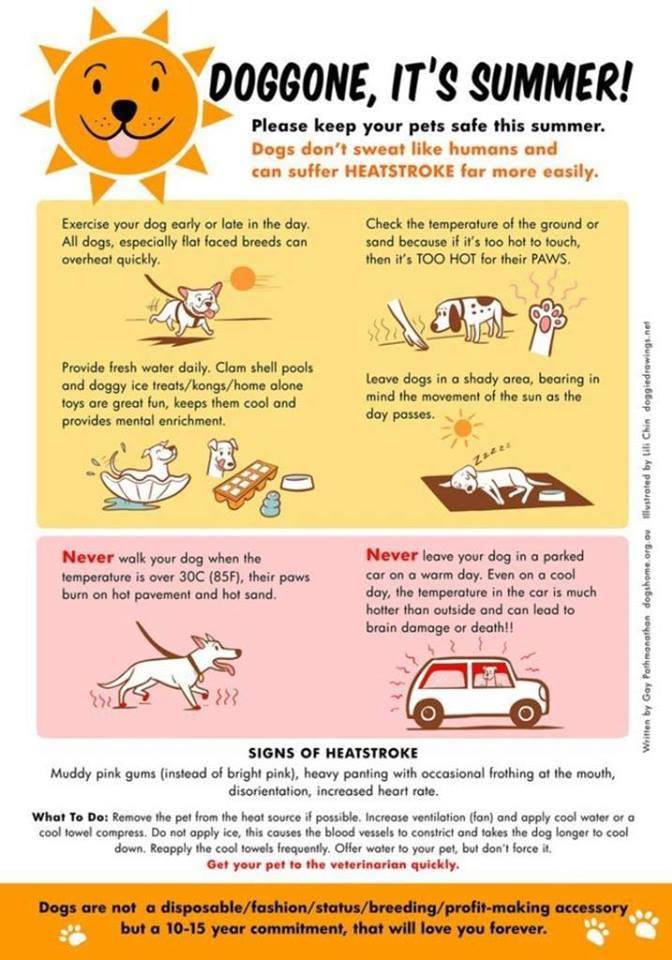 DOGGONE, IT'S SUMMER!
Please keep your pets safe this summer.
Dogs don't sweat like humans and
can suffer HEATSTROKE far more easily.
Exercise your dog early or late in the day.
All dogs, especially flat faced breeds can
overheat quickly.
Check the temperature of the ground or
sand because if it's too hot to touch,
then it's TOO HOT for their PAWS.
Provide fresh water daily. Clam shell pools
and doggy ice treats/kongs/home alone
toys are great fun, keeps them cool and
provides mental enrichment.
Leave dogs in a shady area, bearing in
mind the movement of the sun as the
day passes.
zzzzz
Never walk your dog when the
temperature is over 30C (85F), their paws
burn on hot pavement and hot sand.
Never leave your dog in a parked
car on a warm day. Even on a cool
day, the temperature in the car is much
hotter than outside and can lead to
brain damage or death!!
SIGNS OF HEATSTROKE
Muddy pink gums (instead of bright pink), heavy panting with occasional frothing at the mouth,
disorientation, increased heart rate.
What To Do: Remove the pet from the heat source if possible. Increase ventilation (fan) and apply cool water or a
cool towel compress. Do not apply ice, this causes the blood vessels to constrict and takes the dog longer to cool
down. Reapply the cool towels frequently. Offer water to your pet, but don't force it.
Get your pet to the veterinarian quickly.
Dogs are not a disposable/fashion/status/breeding/profit-making accessory
but a 10-15 year commitment, that will love you forever.
Written by Gay Pathmanathan dogshome.org.au Illustrated by Lili Chin doggiedrawings.net